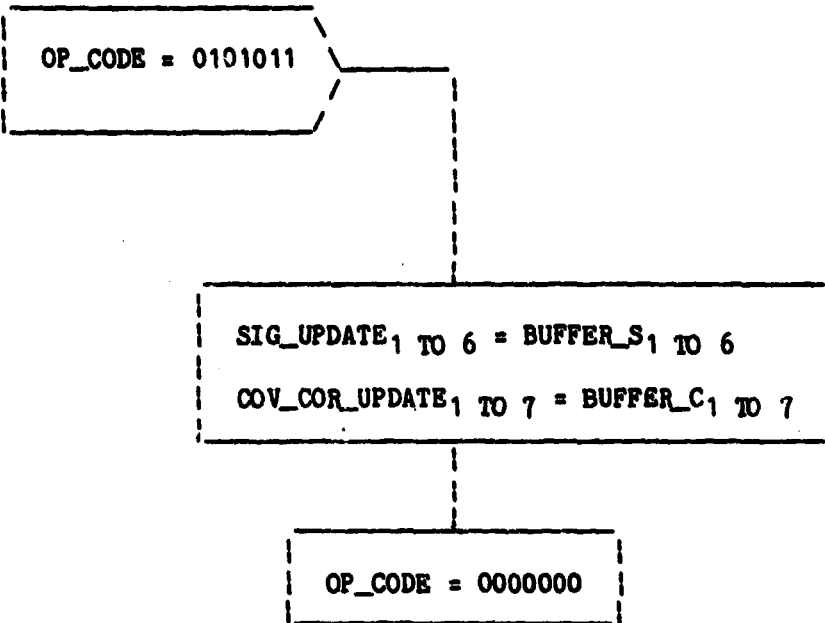 OP_CODE = 0101011
SIG_UPDATE1 TO 6 = BUFFER_S1 TO 6
COV_COR_UPDATE1 TO 7 = BUFFER_C1 TO 7
OP_CODE = 0000000